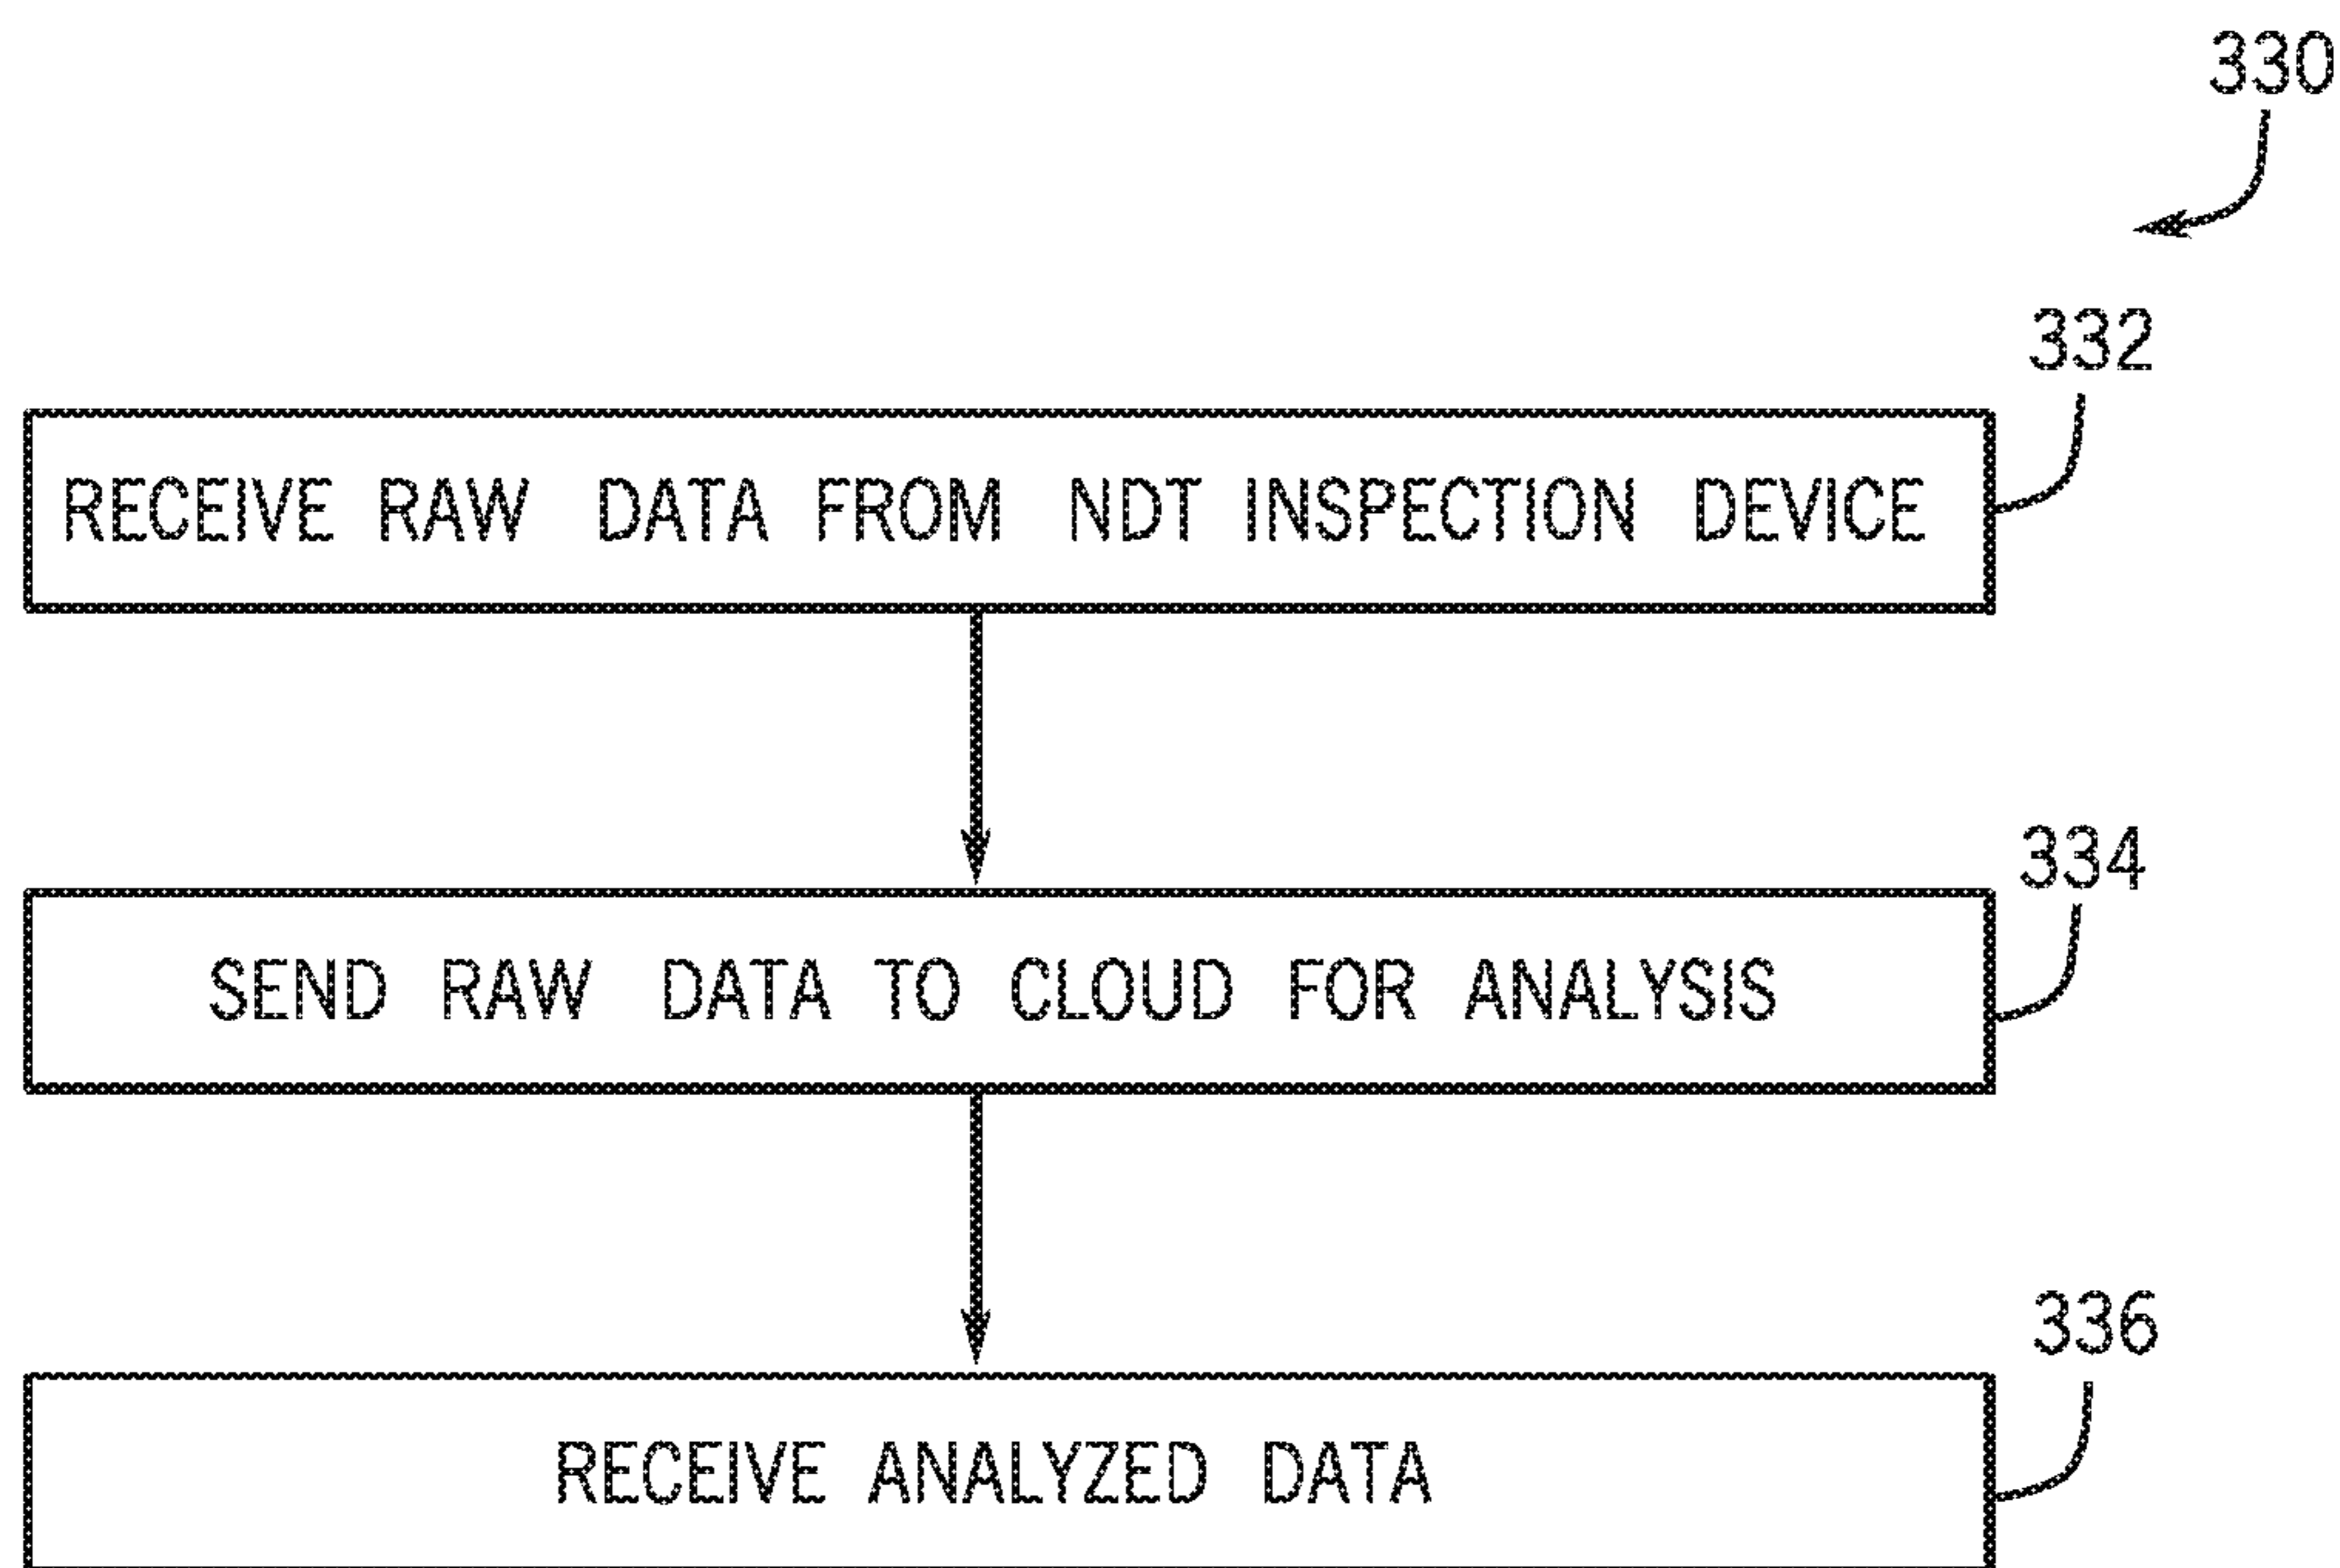 330
332
RECEIVE RAW DATA FROM NDT INSPECTION DEVICE
334
SEND RAW DATA TO CLOUD FOR ANALYSIS
336
RECEIVE ANALYZED DATA